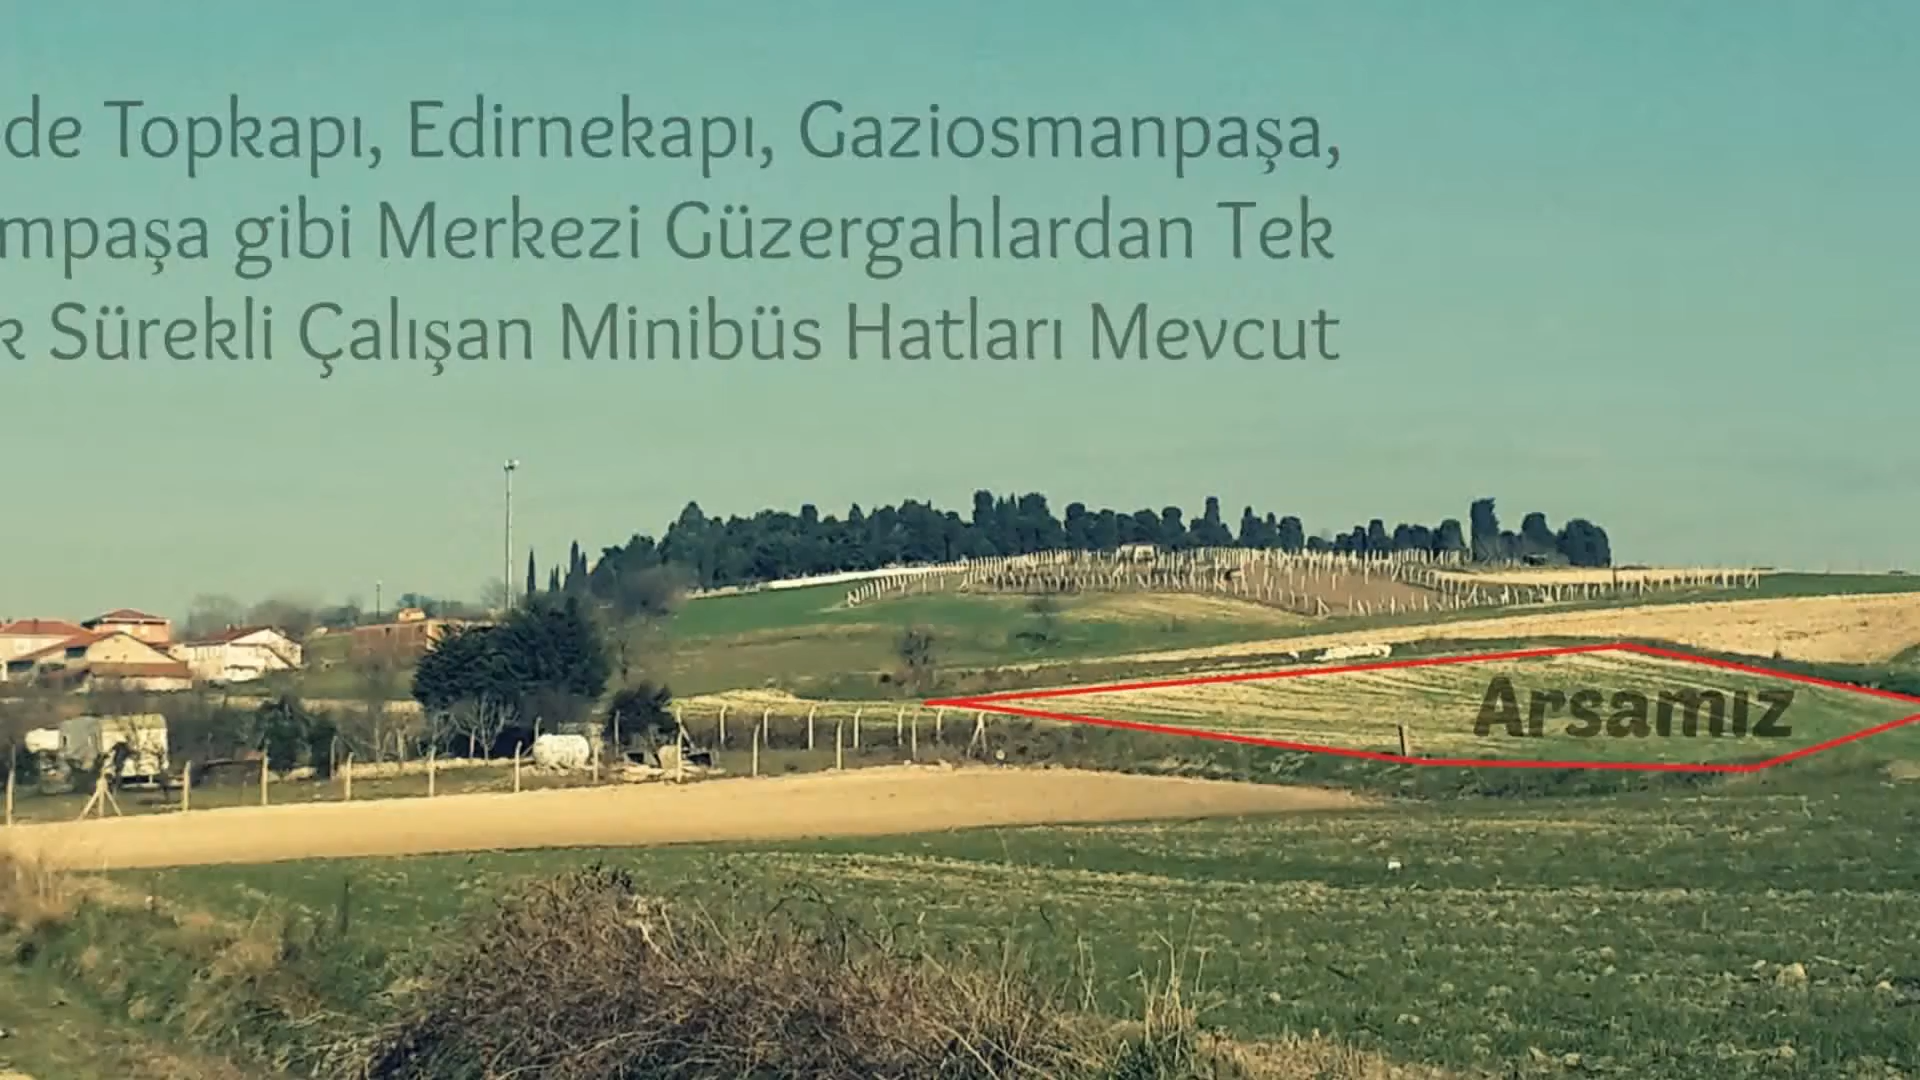 de Topkapı, Edirnekapı, Gaziosmanpaşa,
mpaşa gibi Merkezi Güzergahlardan Tek
k Sürekli Çalışan Minibüs Hatları Mevcut
Arsamız